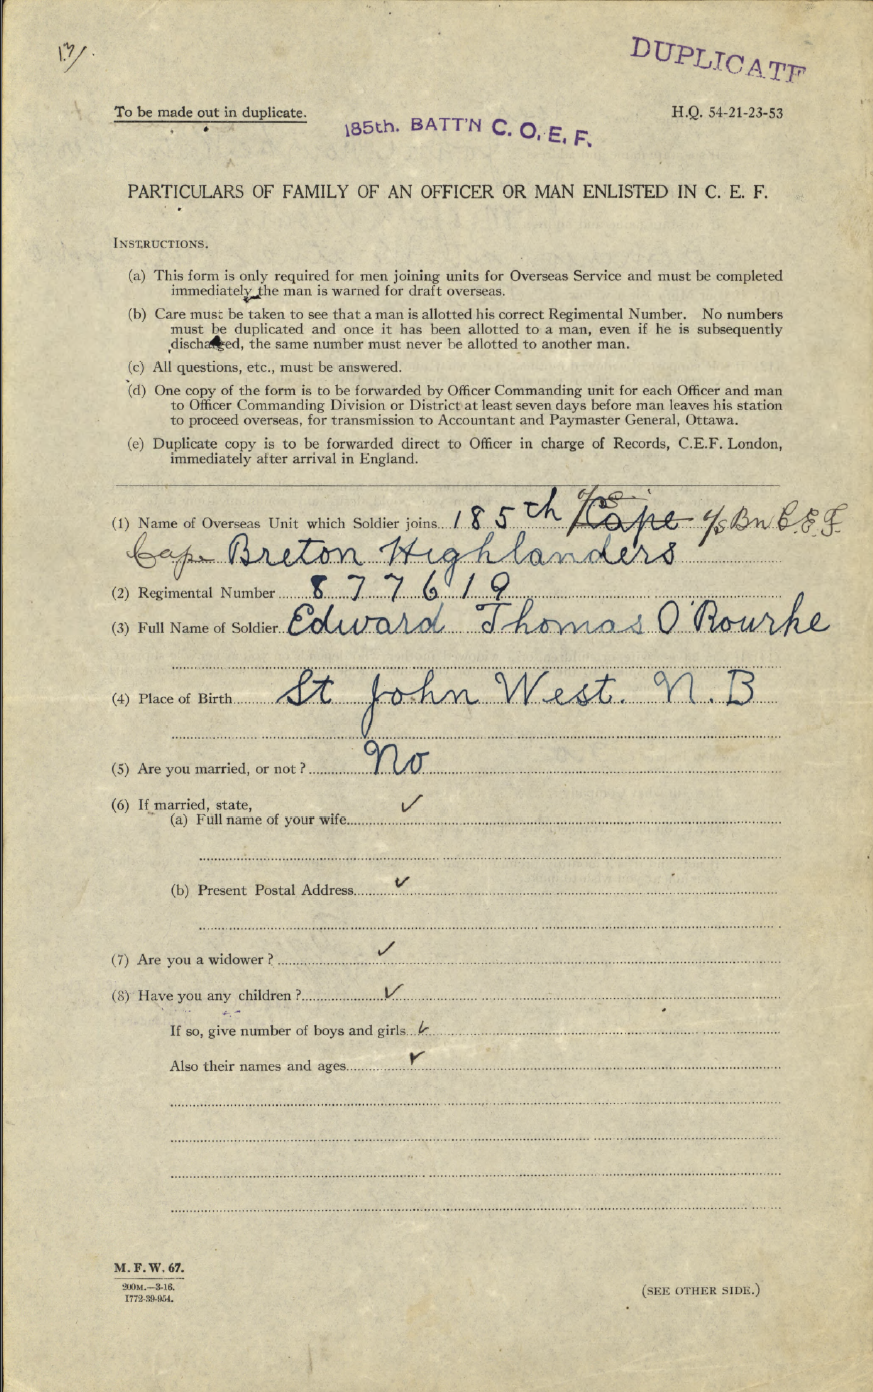 13/.
DUPLICATE
To be made out in duplicate.
H.Q. 54-21-23-53
185th. BATT'N C. O. E. F.
PARTICULARS OF FAMILY OF AN OFFICER OR MAN ENLISTED IN C. E. F.
INSTRUCTIONS.
(a) This form is only required for men joining units for Overseas Service and must be completed
immediately the man is warned for draft overseas.
(b) Care must be taken to see that a man is allotted his correct Regimental Number. No numbers
must be duplicated and once it has been allotted to a man, even if he is subsequently
discharged, the same number must never be allotted to another man.
(c) All questions, etc., must be answered.
(d) One copy of the form is to be forwarded by Officer Commanding unit for each Officer and man
to Officer Commanding Division or District at least seven days before man leaves his station
to proceed overseas, for transmission to Accountant and Paymaster General, Ottawa.
(e) Duplicate copy is to be forwarded direct to Officer in charge of Records, C.E.F. London,
immediately after arrival in England.
(1) Name of Overseas Unit which Soldier joins 185th Cape Bn C.E.F.
Cape Breton Highlanders
(2) Regimental Number 877619
(3) Full Name of Soldier Edward Thomas O'Rourke
(4) Place of Birth St John West. N.B
(5) Are you married, or not ? No
(6) If married, state, ✓
(a) Full name of your wife
(b) Present Postal Address ✓
(7) Are you a widower ? ✓
(8) Have you any children ? ✓
If so, give number of boys and girls ✓
Also their names and ages ✓
M. F. W. 67.
200M.—3-16.
1772-39-954.
(SEE OTHER SIDE.)